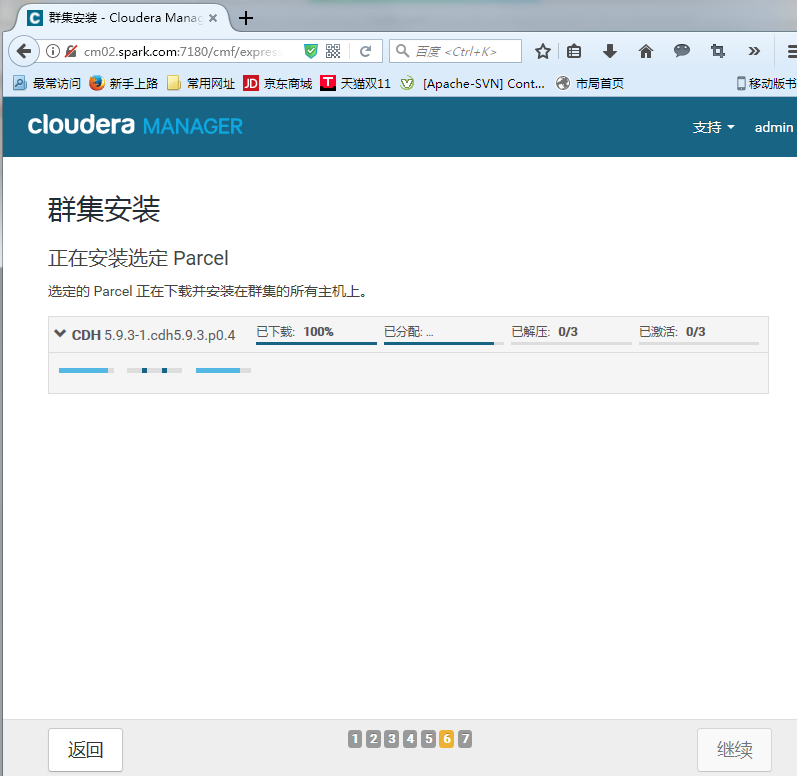 群集安装 - Cloudera Manag
cm02.spark.com:7180/cmf/expres
百度 <Ctrl+K>
最常访问 新手上路 常用网址 JD 京东商城 T 天猫双11 [Apache-SVN] Cont... 市局首页 移动版书
cloudera MANAGER 支持 admin
群集安装
正在安装选定 Parcel
选定的 Parcel 正在下载并安装在群集的所有主机上。
CDH 5.9.3-1.cdh5.9.3.p0.4 已下载: 100% 已分配: ... 已解压: 0/3 已激活: 0/3
返回 1 2 3 4 5 6 7 继续